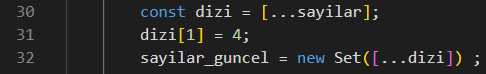 30 const dizi = [...sayilar];
31 dizi[1] = 4;
32 sayilar_guncel = new Set([...dizi]) ;